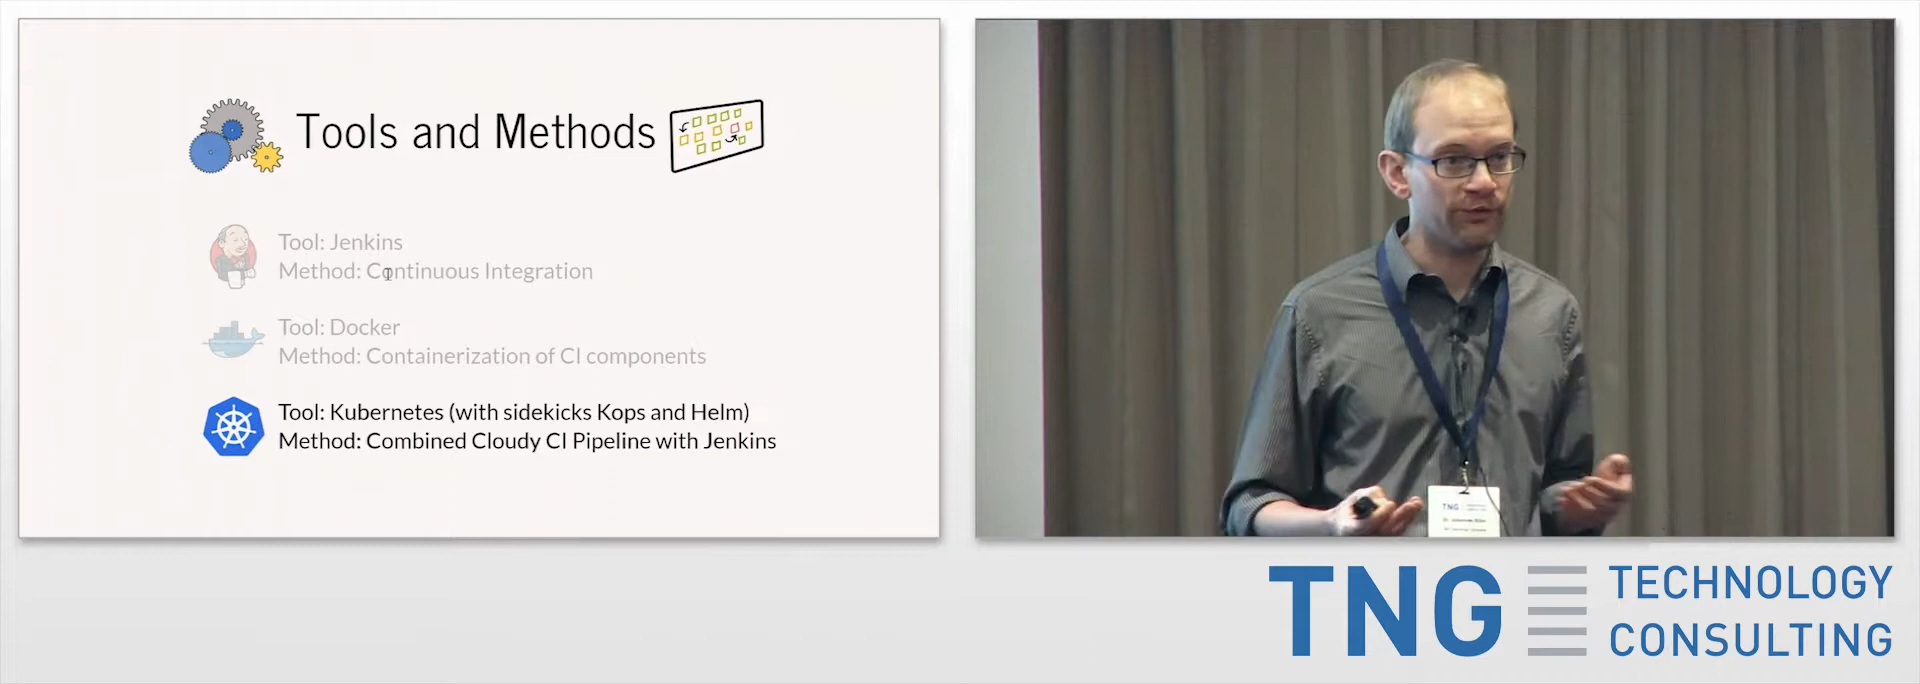 Tools and Methods
Tool: Jenkins
Method: Continuous Integration
Tool: Docker
Method: Containerization of CI components
Tool: Kubernetes (with sidekicks Kops and Helm)
Method: Combined Cloudy CI Pipeline with Jenkins
TNG
TNG TECHNOLOGY
CONSULTING